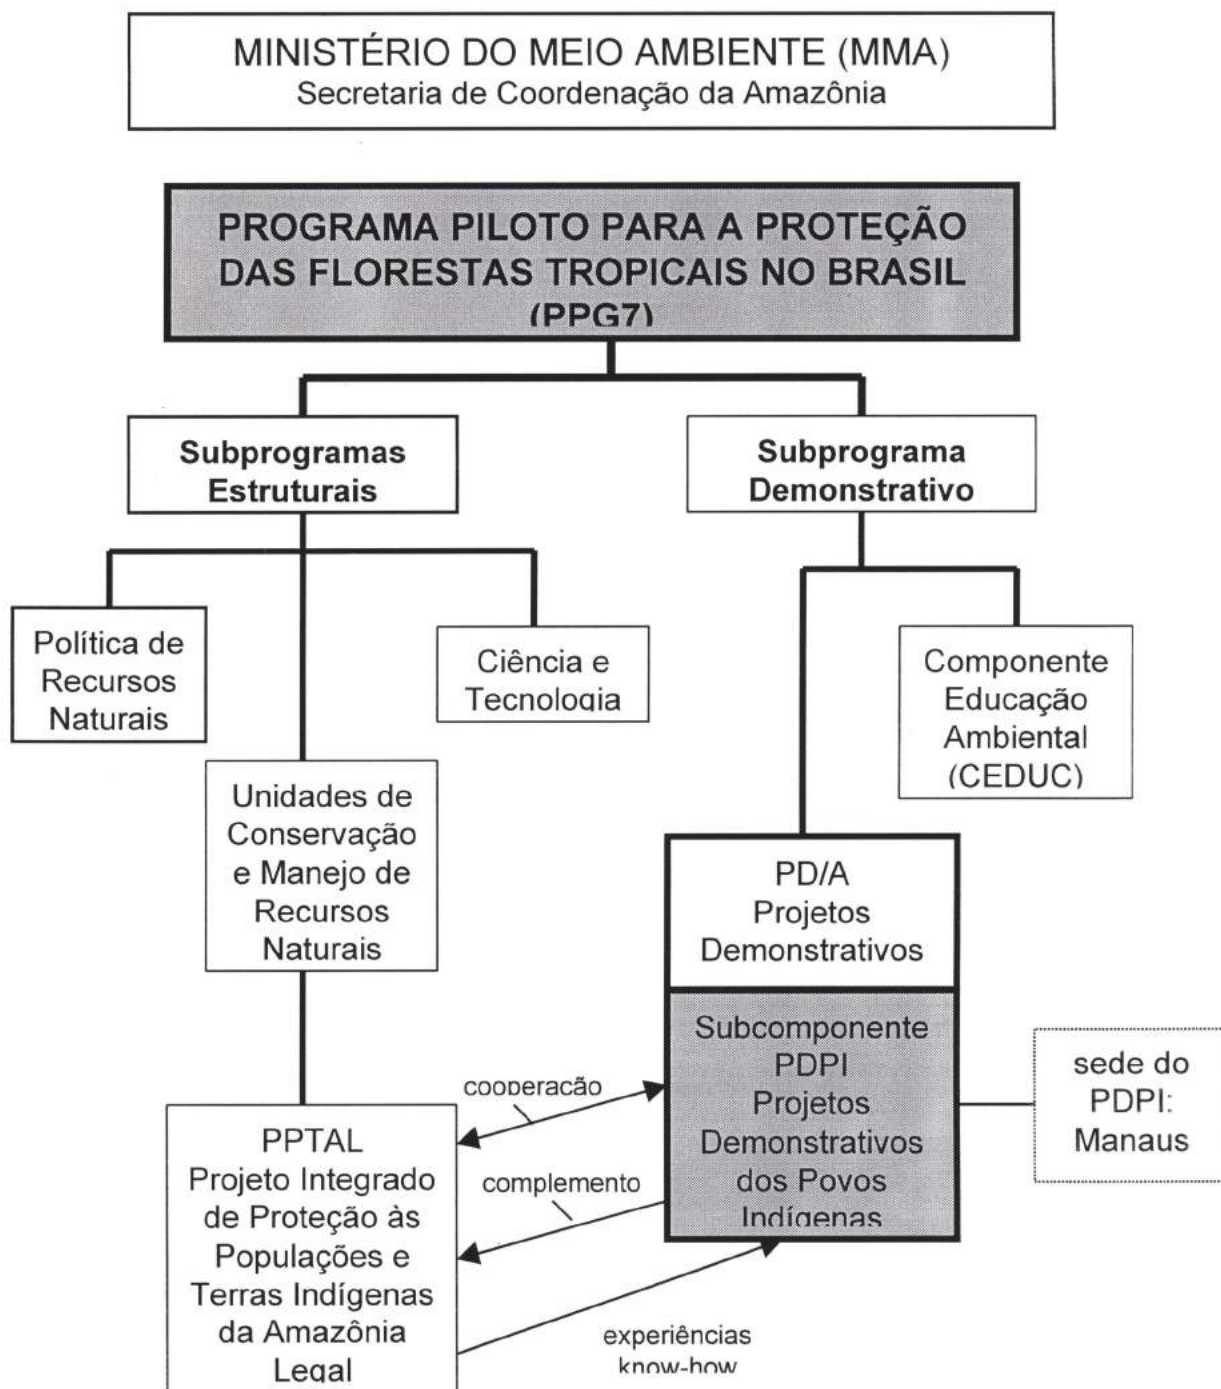 MINISTÉRIO DO MEIO AMBIENTE (MMA)
Secretaria de Coordenação da Amazônia
PROGRAMA PILOTO PARA A PROTEÇÃO
DAS FLORESTAS TROPICAIS NO BRASIL
(PPG7)
Subprogramas
Estruturais
Subprograma
Demonstrativo
Política de
Recursos
Naturais
Ciência e
Tecnologia
Componente
Educação
Ambiental
(CEDUC)
Unidades de
Conservação
e Manejo de
Recursos
Naturais
PD/A
Projetos
Demonstrativos
Subcomponente
PDPI
Projetos
Demonstrativos
dos Povos
Indígenas
sede do
PDPI:
Manaus
cooperação
complemento
experiências
know-how
PPTAL
Projeto Integrado
de Proteção às
Populações e
Terras Indígenas
da Amazônia
Legal